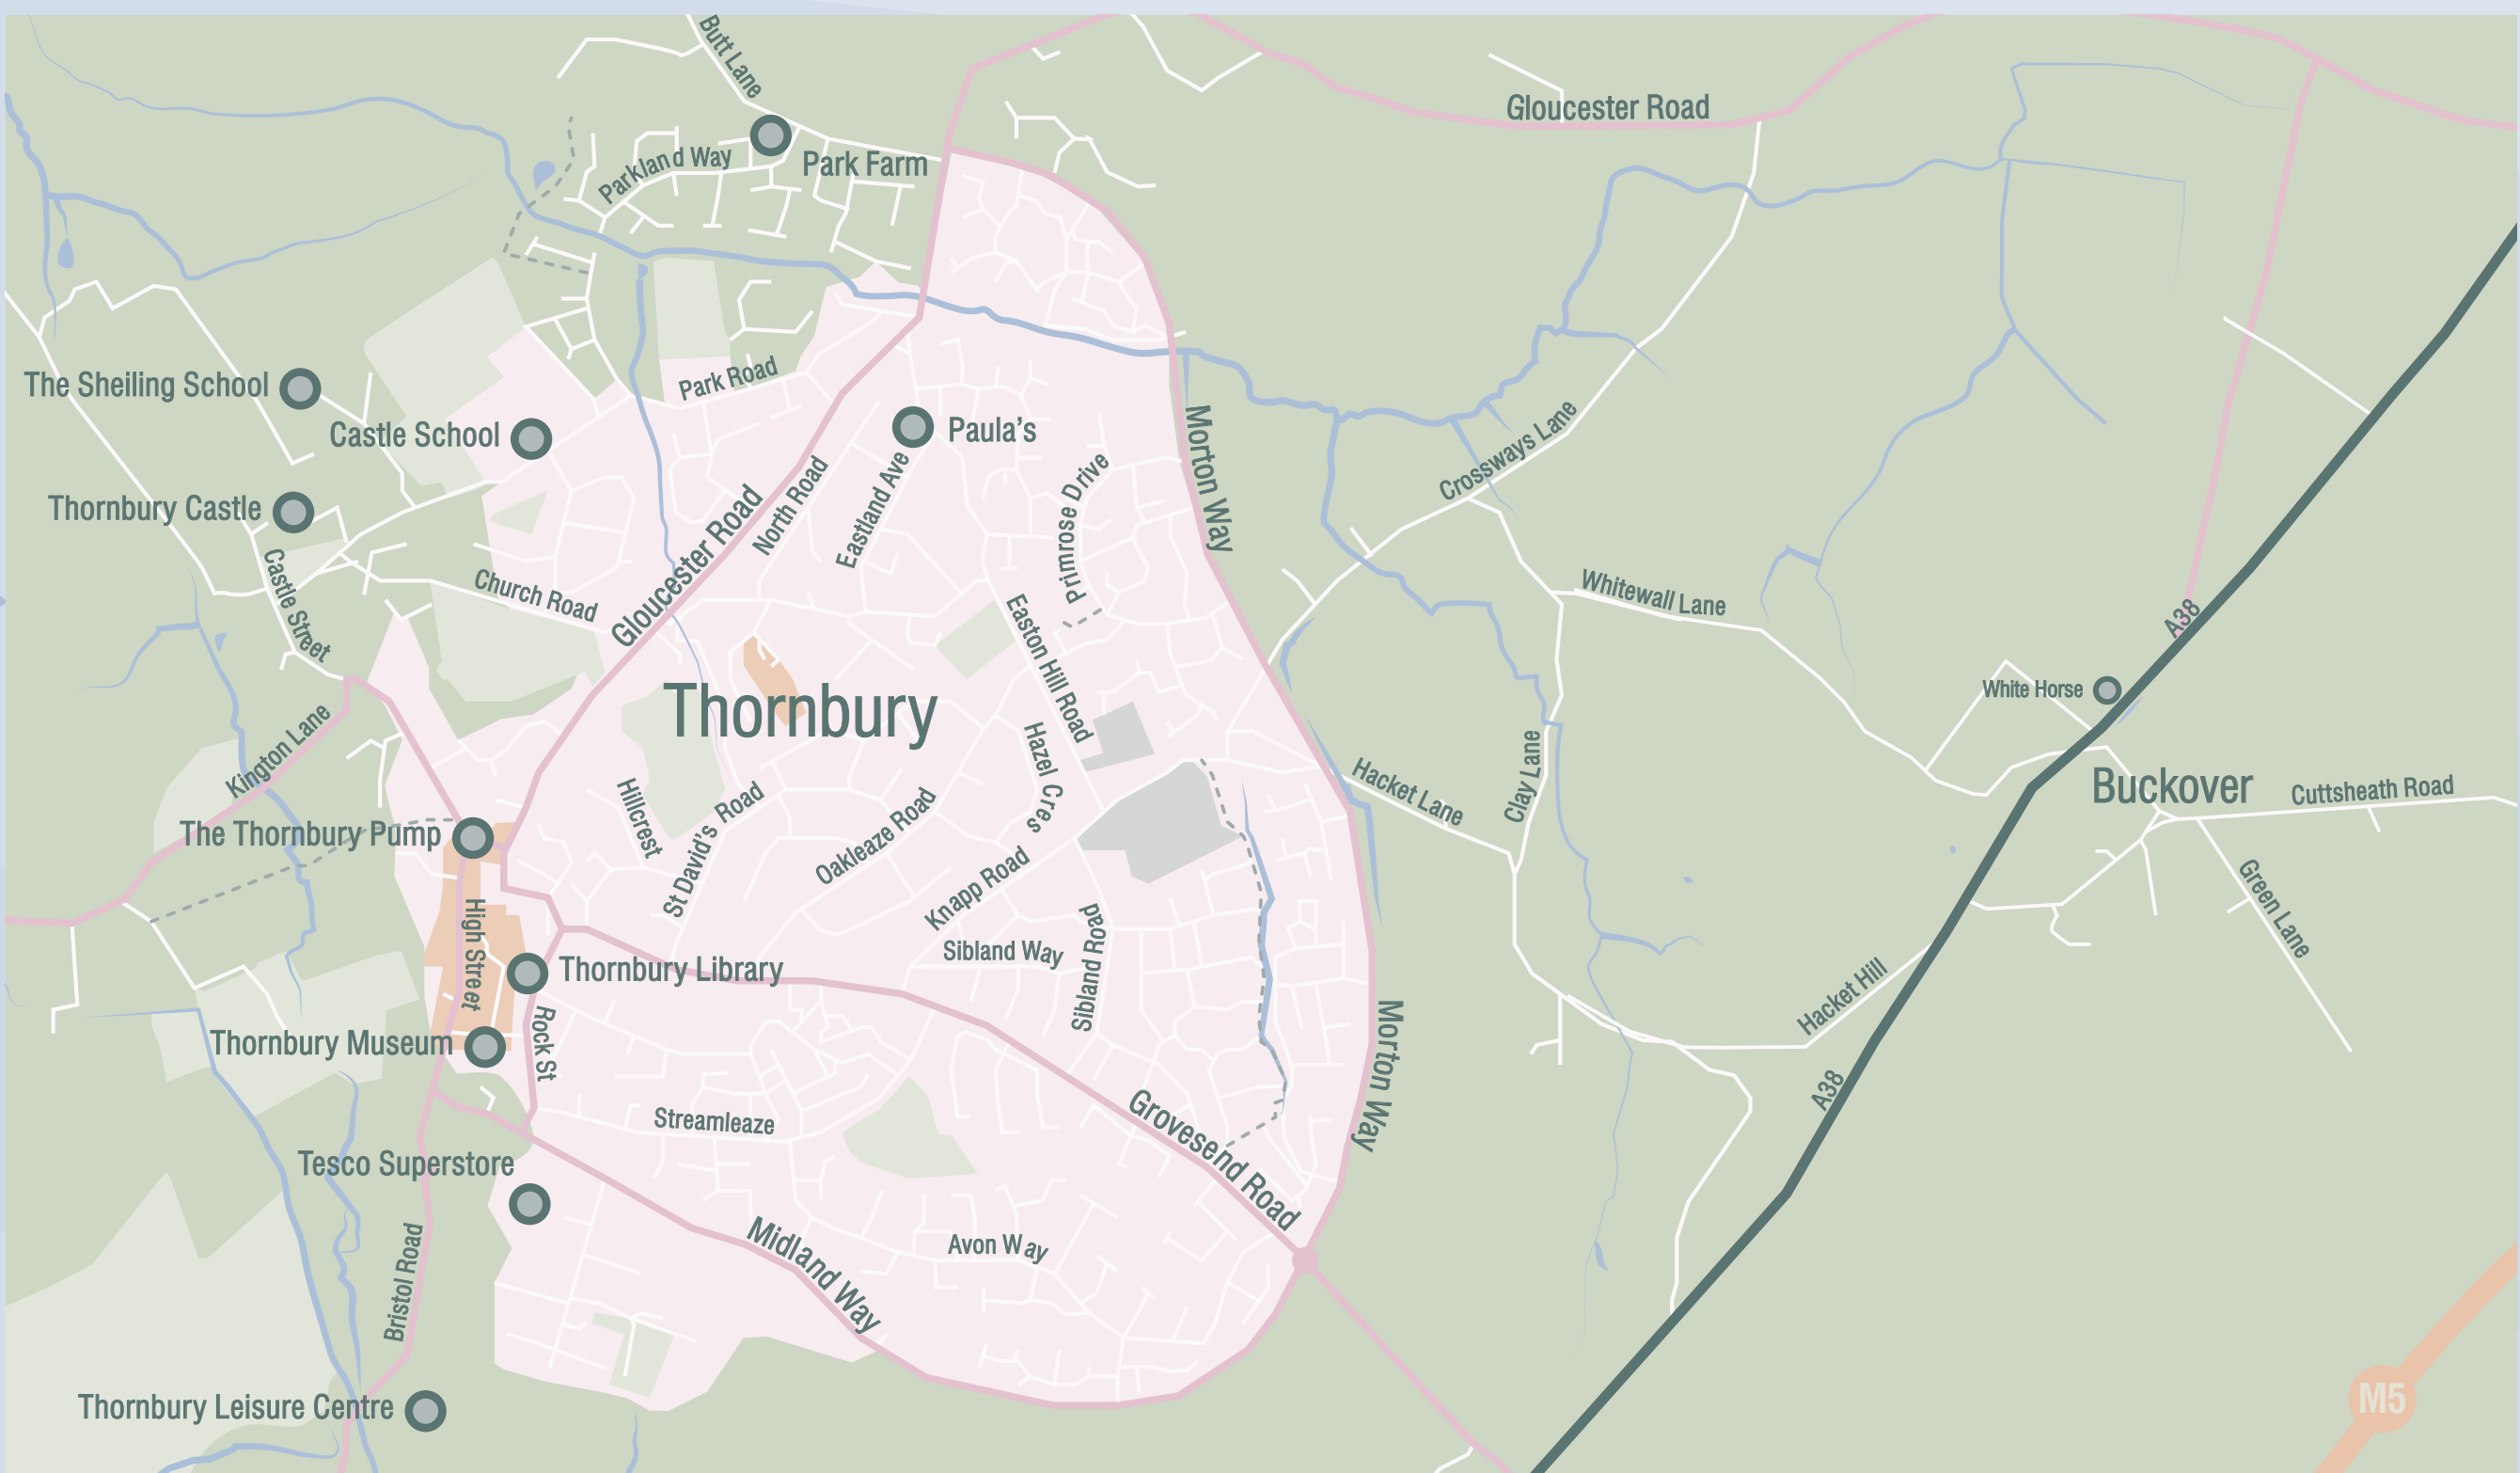 Butt Lane
Gloucester Road
Parkland Way
Park Farm
The Sheiling School
Park Road
Castle School
Paula's
Morton Way
Crossways Lane
Thornbury Castle
North Road
Eastland Ave
Primrose Drive
Gloucester Road
Castle Street
Church Road
Whitewall Lane
A38
Easton Hill Road
White Horse
Thornbury
Kington Lane
Hazel Cres
Hacket Lane
Clay Lane
Buckover
Cuttsheath Road
Hillcrest
St David's Road
Oakleaze Road
The Thornbury Pump
Knapp Road
Green Lane
High Street
Sibland Way
Sibland Road
Thornbury Library
Hacket Hill
Rock St
Thornbury Museum
Morton Way
A38
Streamleaze
Grovesend Road
Tesco Superstore
Midland Way
Avon Way
Bristol Road
Thornbury Leisure Centre
M5